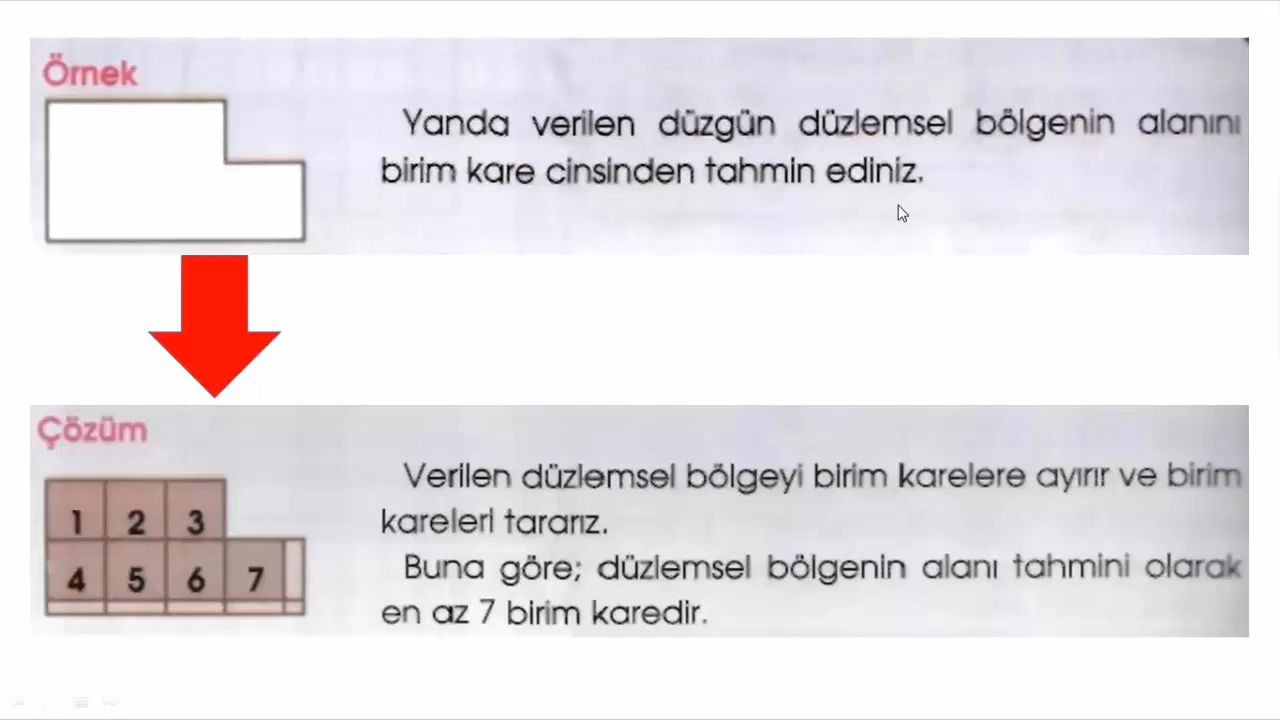 Örnek
Yanda verilen düzgün düzlemsel bölgenin alanını
birim kare cinsinden tahmin ediniz.
Çözüm
Verilen düzlemsel bölgeyi birim karelere ayırır ve birim
kareleri tararız.
1 2 3
4 5 6 7
Buna göre; düzlemsel bölgenin alanı tahmini olarak
en az 7 birim karedir.